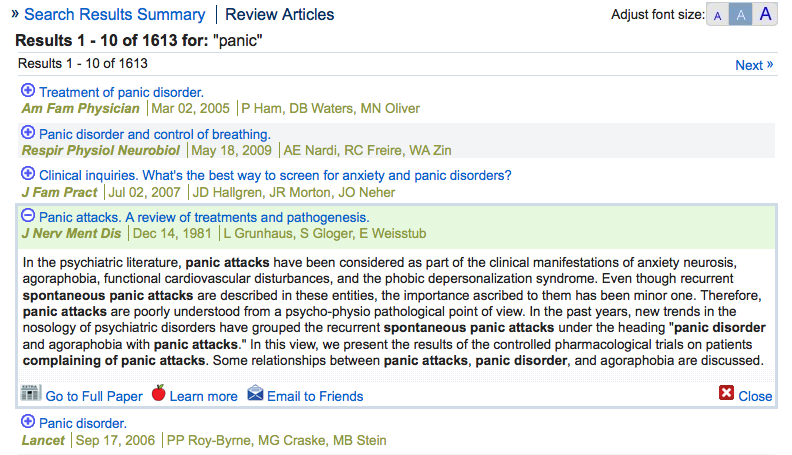 » Search Results Summary | Review Articles Adjust font size: A A A
Results 1 - 10 of 1613 for: "panic"
Results 1 - 10 of 1613 Next »
Treatment of panic disorder.
Am Fam Physician | Mar 02, 2005 | P Ham, DB Waters, MN Oliver
Panic disorder and control of breathing.
Respir Physiol Neurobiol | May 18, 2009 | AE Nardi, RC Freire, WA Zin
Clinical inquiries. What's the best way to screen for anxiety and panic disorders?
J Fam Pract | Jul 02, 2007 | JD Hallgren, JR Morton, JO Neher
Panic attacks. A review of treatments and pathogenesis.
J Nerv Ment Dis | Dec 14, 1981 | L Grunhaus, S Gloger, E Weisstub
In the psychiatric literature, panic attacks have been considered as part of the clinical manifestations of anxiety neurosis,
agoraphobia, functional cardiovascular disturbances, and the phobic depersonalization syndrome. Even though recurrent
spontaneous panic attacks are described in these entities, the importance ascribed to them has been minor one. Therefore,
panic attacks are poorly understood from a psycho-physio pathological point of view. In the past years, new trends in the
nosology of psychiatric disorders have grouped the recurrent spontaneous panic attacks under the heading "panic disorder
and agoraphobia with panic attacks." In this view, we present the results of the controlled pharmacological trials on patients
complaining of panic attacks. Some relationships between panic attacks, panic disorder, and agoraphobia are discussed.
Go to Full Paper Learn more Email to Friends Close
Panic disorder.
Lancet | Sep 17, 2006 | PP Roy-Byrne, MG Craske, MB Stein